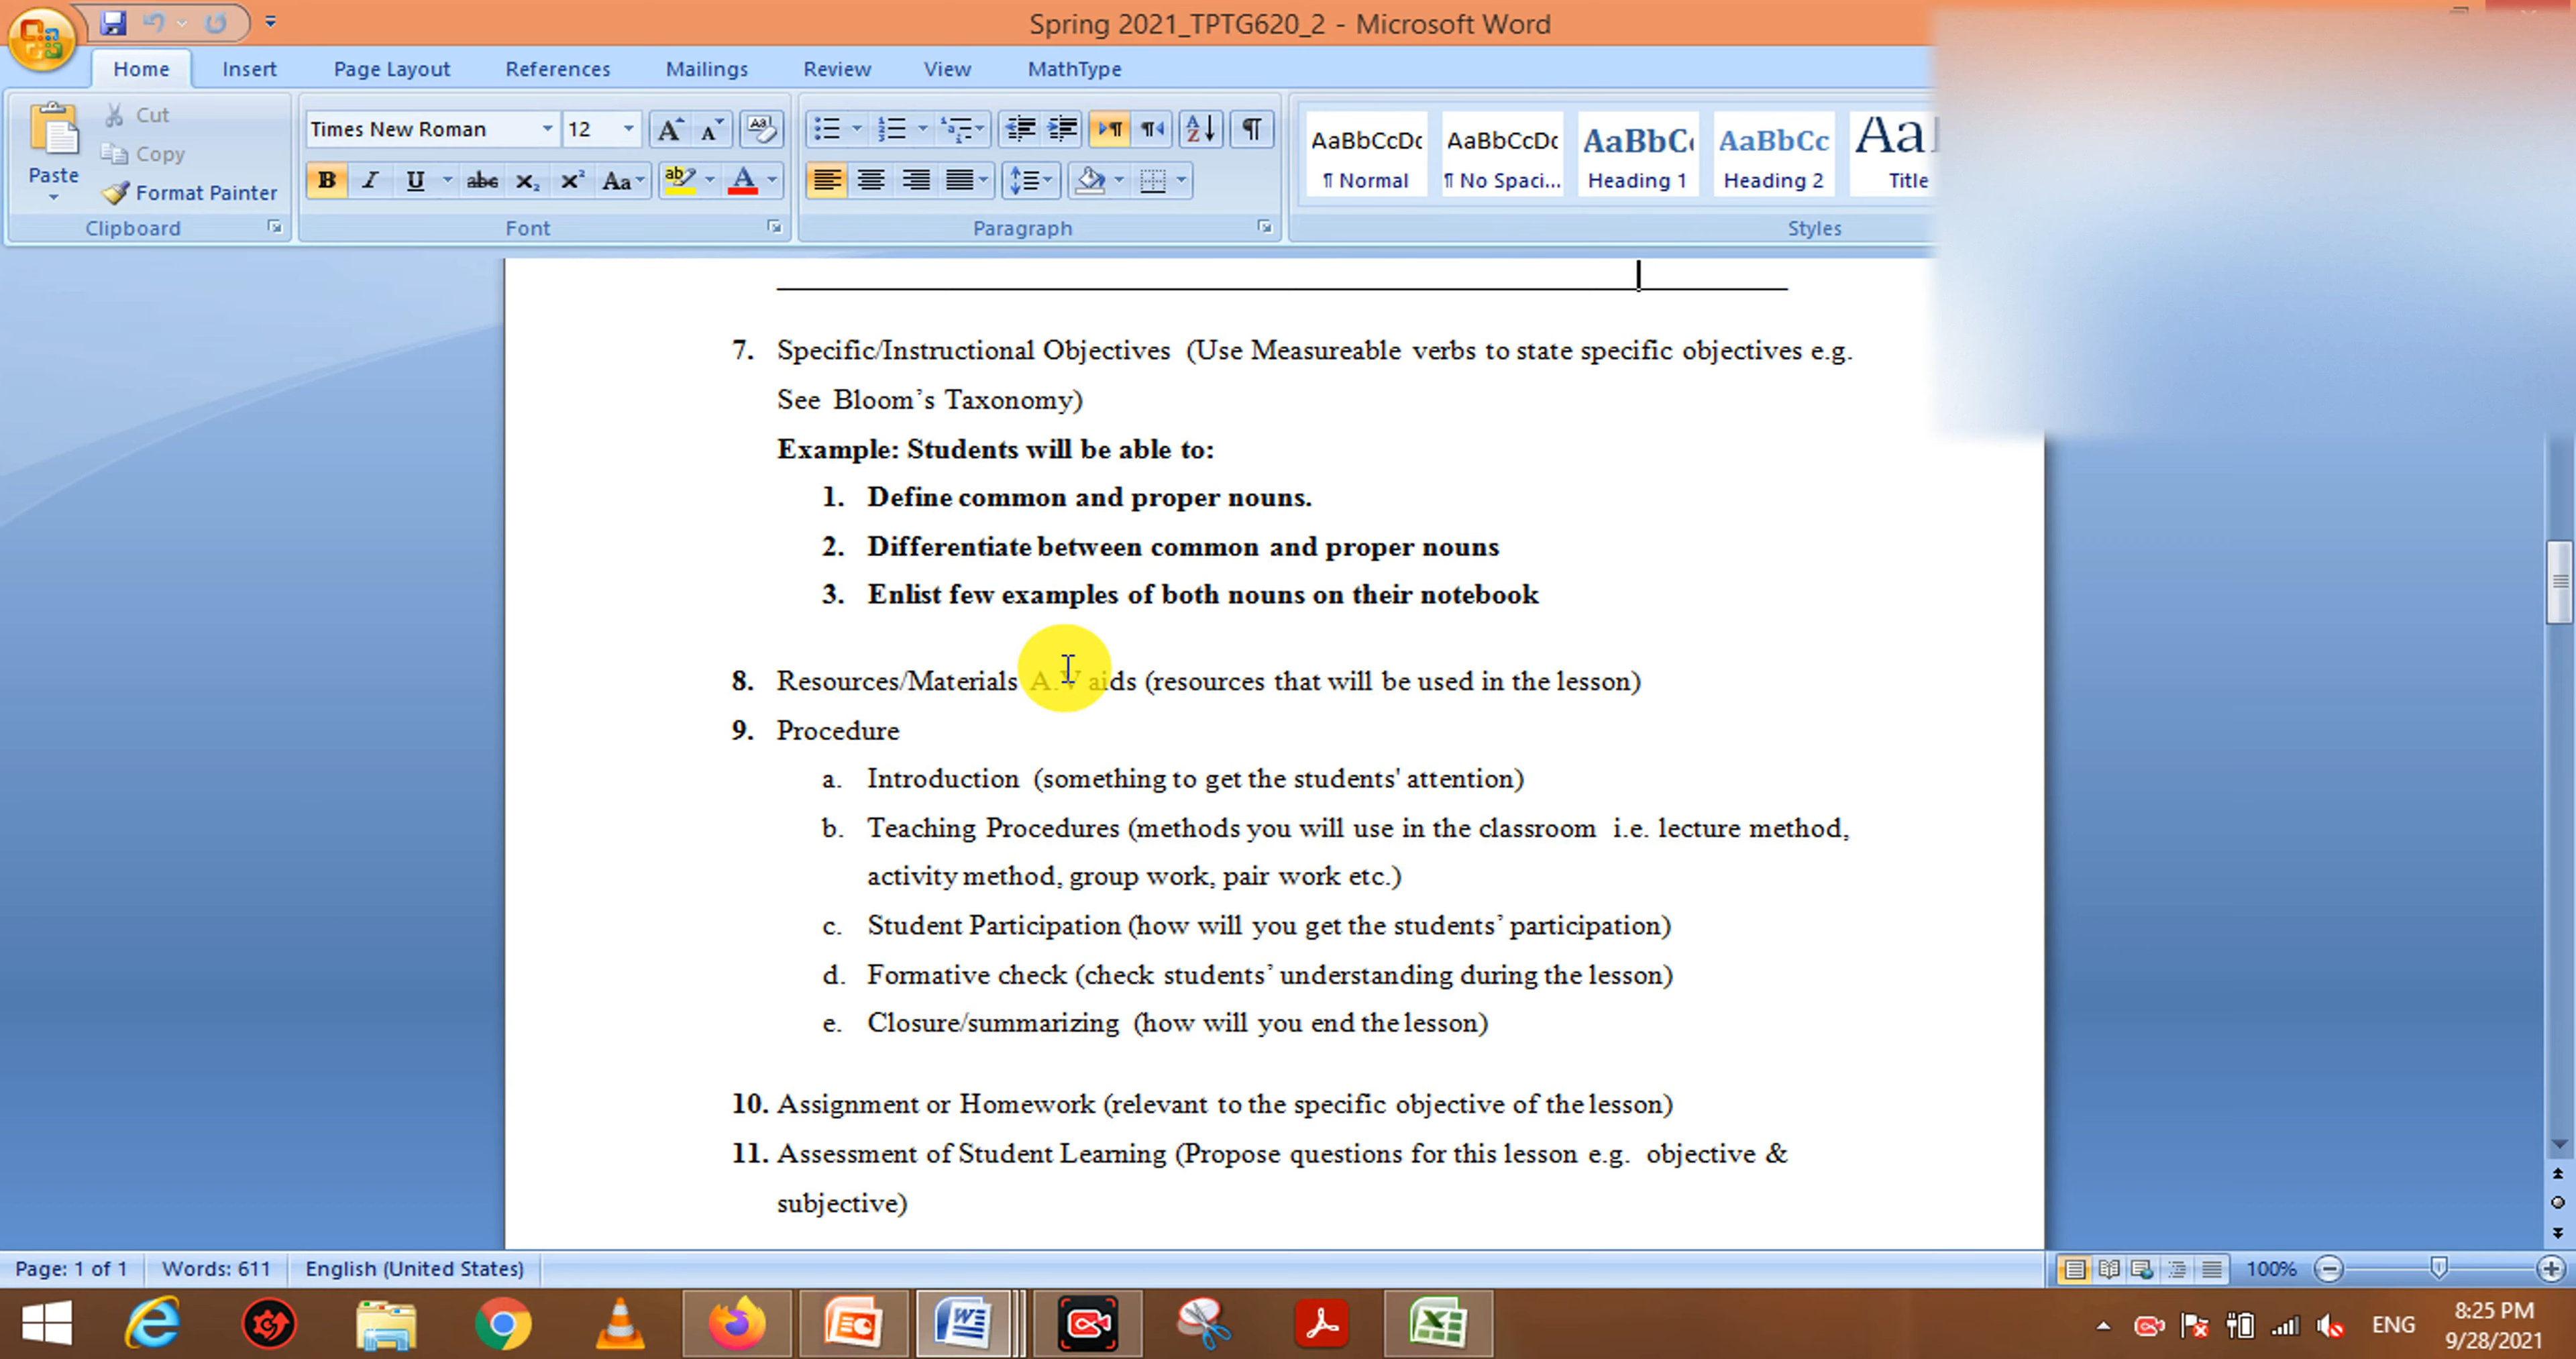 Spring 2021_TPTG620_2 - Microsoft Word
Home Insert Page Layout References Mailings Review View MathType
Paste
Cut
Copy
Format Painter
Clipboard
Times New Roman 12
Font
Paragraph
AaBbCcDc AaBbCcDc AaBbC AaBbCc Aa
¶ Normal ¶ No Spaci... Heading 1 Heading 2 Title
Styles
7. Specific/Instructional Objectives (Use Measureable verbs to state specific objectives e.g.
See Bloom's Taxonomy)
Example: Students will be able to:
1. Define common and proper nouns.
2. Differentiate between common and proper nouns
3. Enlist few examples of both nouns on their notebook
8. Resources/Materials A.V aids (resources that will be used in the lesson)
9. Procedure
a. Introduction (something to get the students' attention)
b. Teaching Procedures (methods you will use in the classroom i.e. lecture method,
activity method, group work, pair work etc.)
c. Student Participation (how will you get the students' participation)
d. Formative check (check students' understanding during the lesson)
e. Closure/summarizing (how will you end the lesson)
10. Assignment or Homework (relevant to the specific objective of the lesson)
11. Assessment of Student Learning (Propose questions for this lesson e.g. objective &
subjective)
Page: 1 of 1 Words: 611 English (United States) 100%
ENG
8:25 PM
9/28/2021